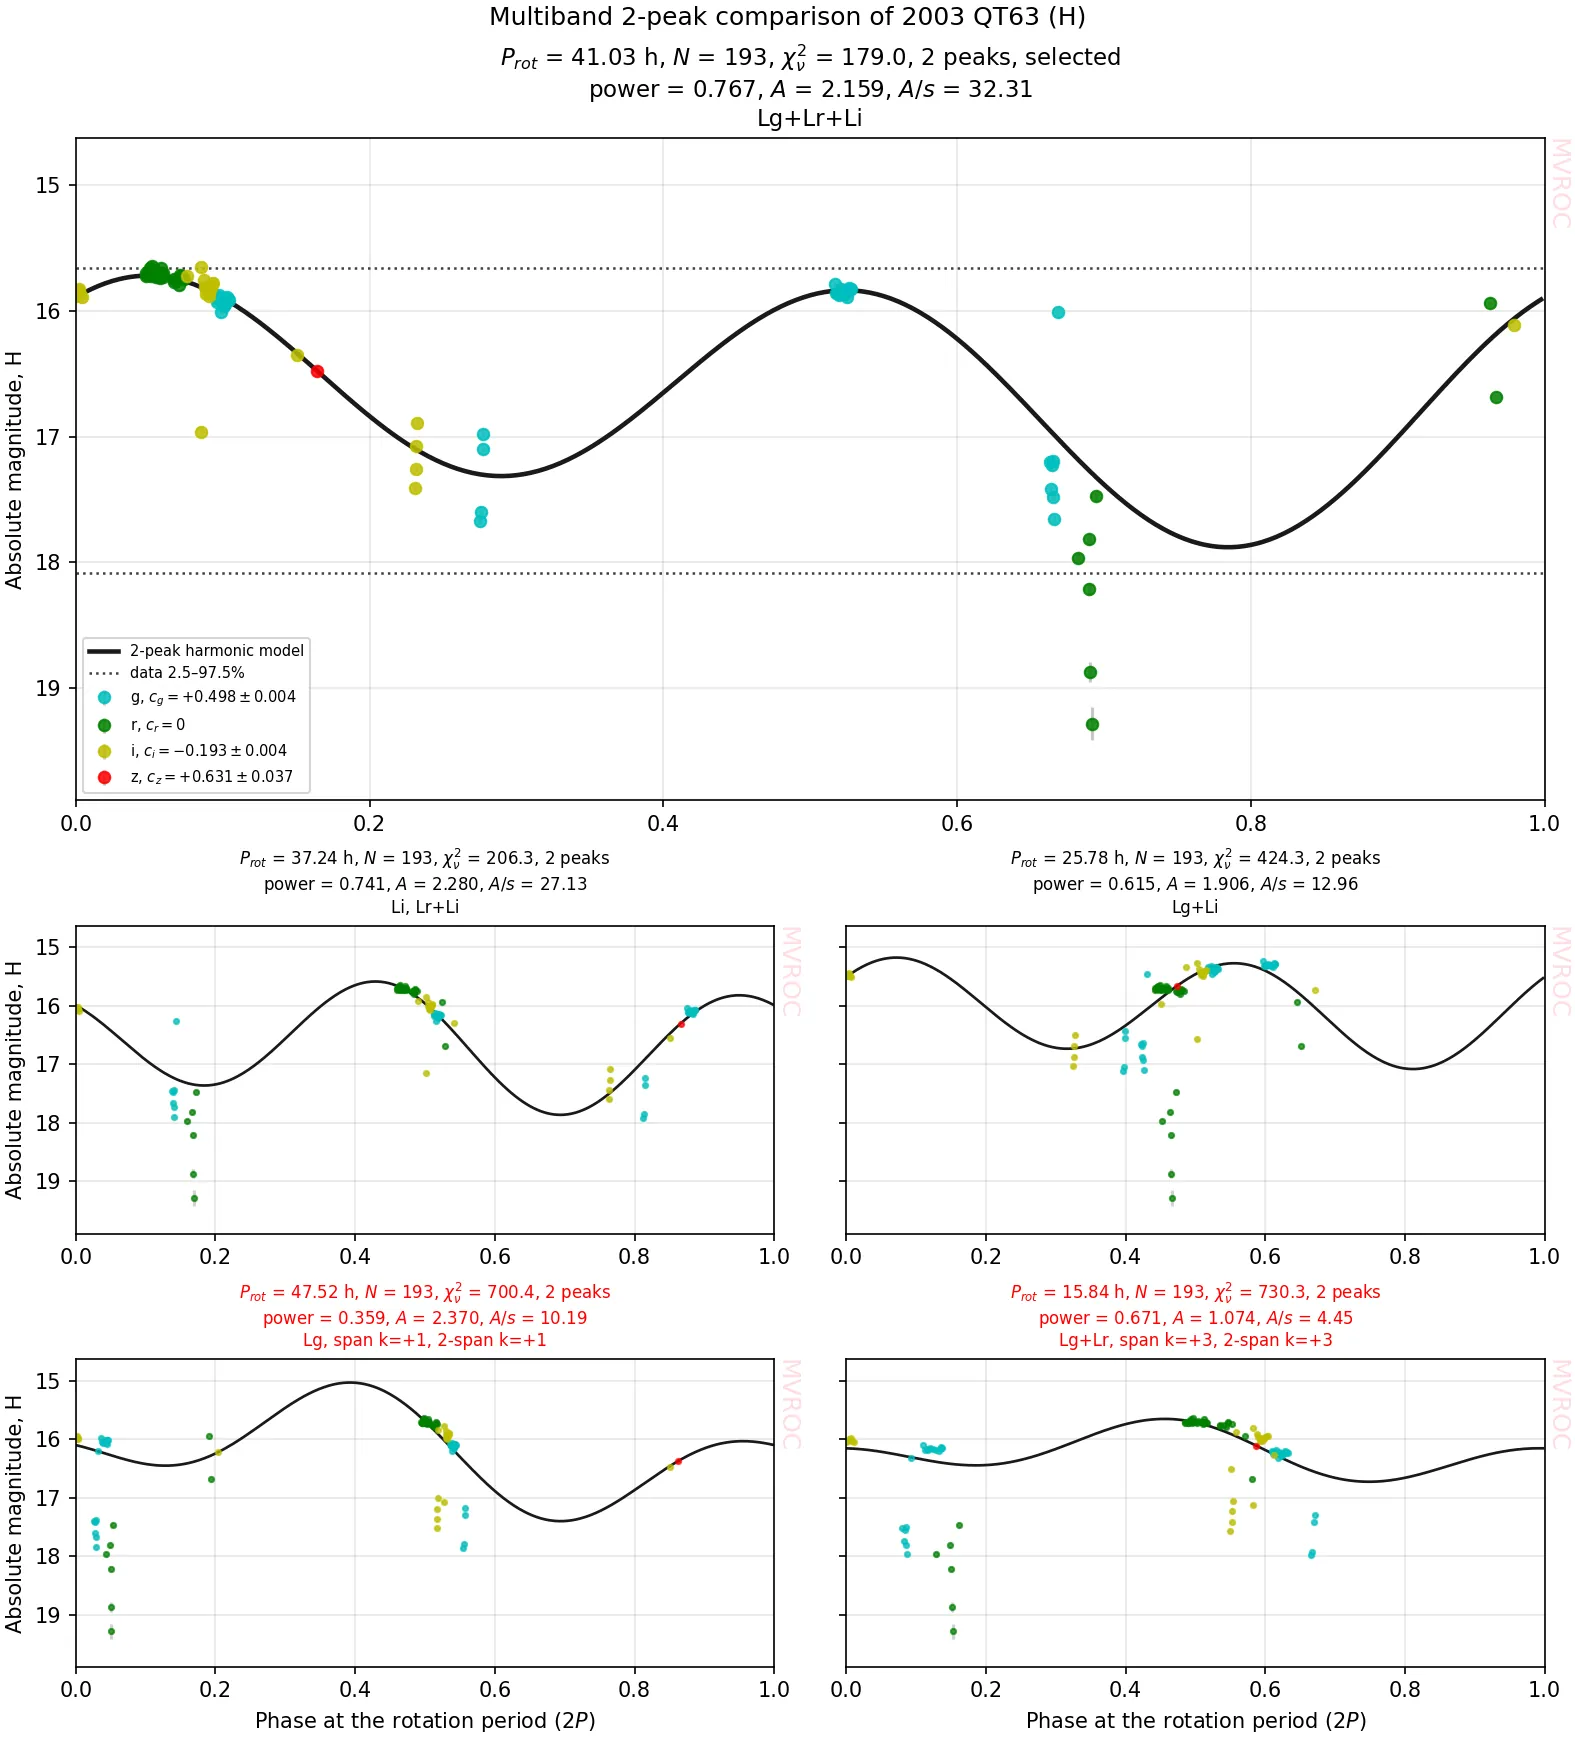 Multiband 2-peak comparison of 2003 QT63 (H)
P_rot = 41.03 h, N = 193, χ²_ν = 179.0, 2 peaks, selected
power = 0.767, A = 2.159, A/s = 32.31
Lg+Lr+Li
Absolute magnitude, H
15
16
17
18
19
2-peak harmonic model
data 2.5–97.5%
g, c_g = +0.498 ± 0.004
r, c_r = 0
i, c_i = −0.193 ± 0.004
z, c_z = +0.631 ± 0.037
0.0 0.2 0.4 0.6 0.8 1.0
MVROC
P_rot = 37.24 h, N = 193, χ²_ν = 206.3, 2 peaks
power = 0.741, A = 2.280, A/s = 27.13
Li, Lr+Li
Absolute magnitude, H
15
16
17
18
19
0.0 0.2 0.4 0.6 0.8 1.0
MVROC
P_rot = 25.78 h, N = 193, χ²_ν = 424.3, 2 peaks
power = 0.615, A = 1.906, A/s = 12.96
Lg+Li
0.0 0.2 0.4 0.6 0.8 1.0
MVROC
P_rot = 47.52 h, N = 193, χ²_ν = 700.4, 2 peaks
power = 0.359, A = 2.370, A/s = 10.19
Lg, span k=+1, 2-span k=+1
Absolute magnitude, H
15
16
17
18
19
0.0 0.2 0.4 0.6 0.8 1.0
Phase at the rotation period (2P)
MVROC
P_rot = 15.84 h, N = 193, χ²_ν = 730.3, 2 peaks
power = 0.671, A = 1.074, A/s = 4.45
Lg+Lr, span k=+3, 2-span k=+3
0.0 0.2 0.4 0.6 0.8 1.0
Phase at the rotation period (2P)
MVROC